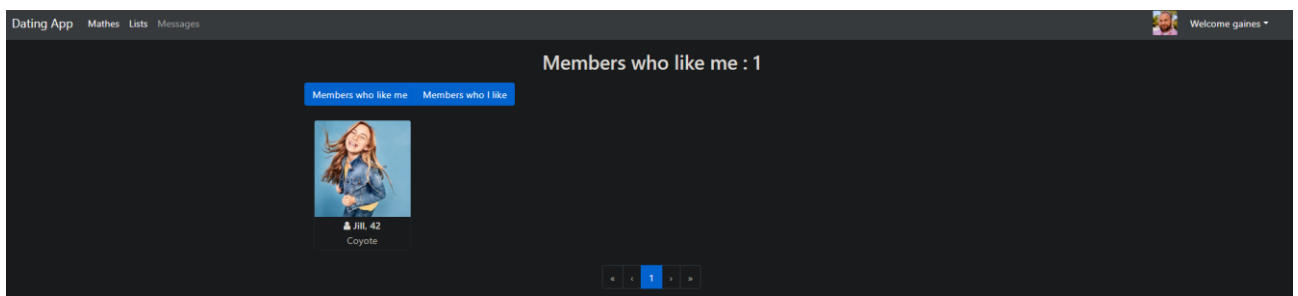 Dating App Mathes Lists Messages Welcome gaines
Members who like me : 1
Members who like me Members who I like
Jill, 42
Coyote
« ‹ 1 › »